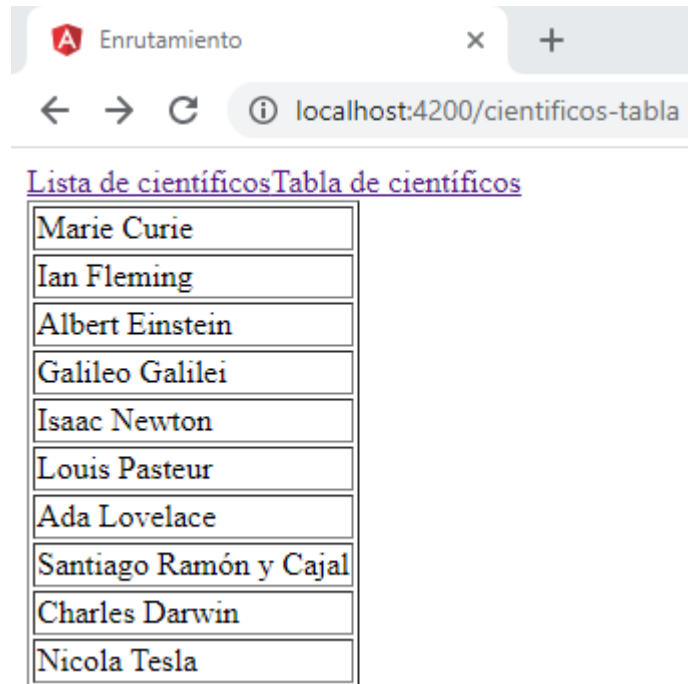 Enrutamiento
localhost:4200/cientificos-tabla
Lista de científicosTabla de científicos
Marie Curie
Ian Fleming
Albert Einstein
Galileo Galilei
Isaac Newton
Louis Pasteur
Ada Lovelace
Santiago Ramón y Cajal
Charles Darwin
Nicola Tesla